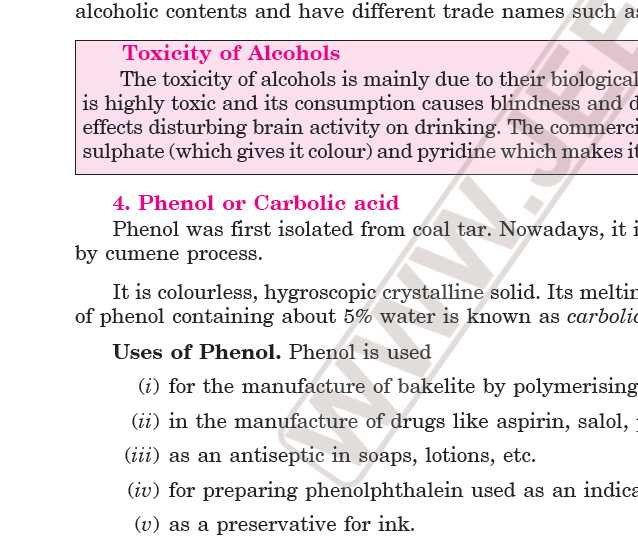 alcoholic contents and have different trade names such as
Toxicity of Alcohols
The toxicity of alcohols is mainly due to their biological
is highly toxic and its consumption causes blindness and d
effects disturbing brain activity on drinking. The commerci
sulphate (which gives it colour) and pyridine which makes it
4. Phenol or Carbolic acid
Phenol was first isolated from coal tar. Nowadays, it i
by cumene process.
It is colourless, hygroscopic crystalline solid. Its meltin
of phenol containing about 5% water is known as carbolic
Uses of Phenol. Phenol is used
(i) for the manufacture of bakelite by polymerising
(ii) in the manufacture of drugs like aspirin, salol,
(iii) as an antiseptic in soaps, lotions, etc.
(iv) for preparing phenolphthalein used as an indica
(v) as a preservative for ink.
WWW.JEE